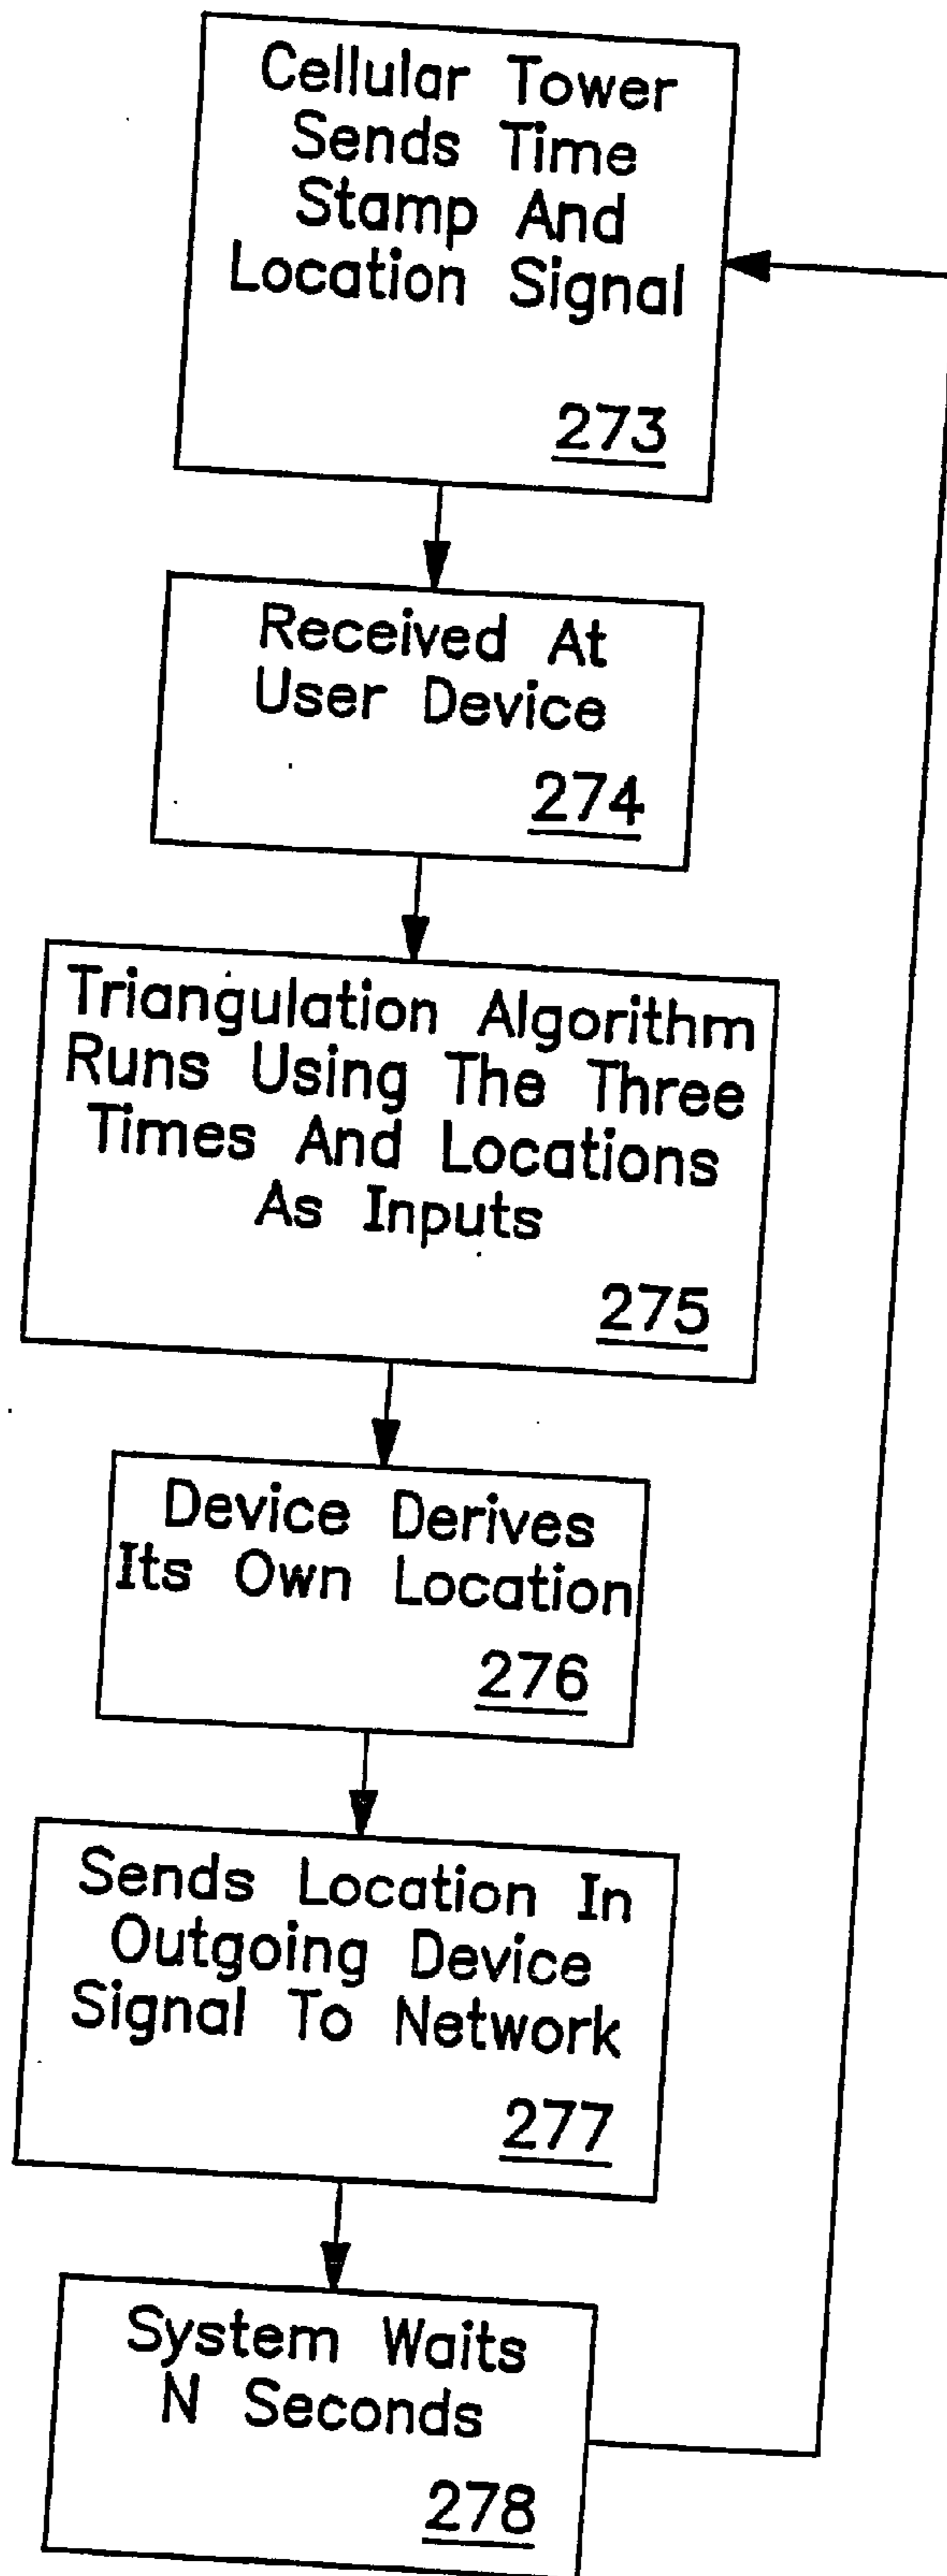 Cellular Tower
Sends Time
Stamp And
Location Signal
273
Received At
User Device
274
Triangulation Algorithm
Runs Using The Three
Times And Locations
As Inputs
275
Device Derives
Its Own Location
276
Sends Location In
Outgoing Device
Signal To Network
277
System Waits
N Seconds
278